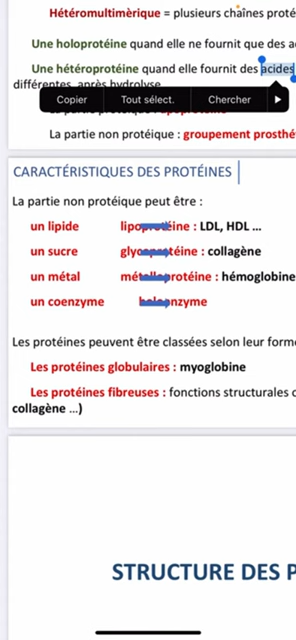 Hétéromultimèrique = plusieurs chaînes proté
Une holoprotéine quand elle ne fournit que des a
Une hétéroprotéine quand elle fournit des acides
différentes après hydrolyse
Copier Tout sélect. Chercher ▶
La partie non protéique : groupement prosthé
CARACTÉRISTIQUES DES PROTÉINES
La partie non protéique peut être :
un lipide lipoprotéine : LDL, HDL ...
un sucre glycoprotéine : collagène
un métal métalloprotéine : hémoglobine
un coenzyme holoenzyme
Les protéines peuvent être classées selon leur form
Les protéines globulaires : myoglobine
Les protéines fibreuses : fonctions structurales c
collagène ...)
STRUCTURE DES P